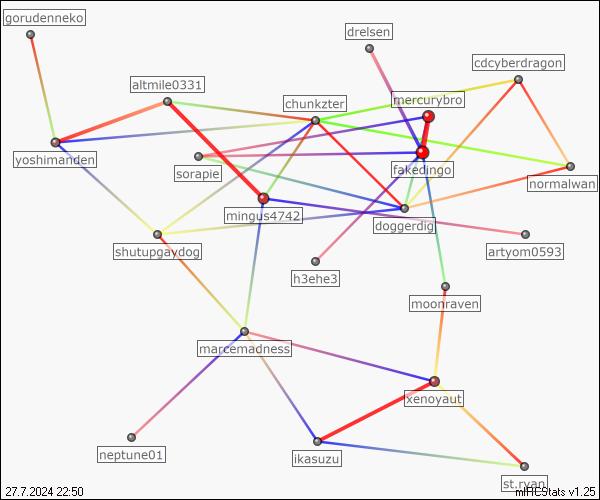 gorudenneko
drelsen
cdcyberdragon
altmile0331
mercurybro
chunkzter
yoshimanden
sorapie
fakedingo
normalwan
mingus4742
doggerdig
shutupgaydog
artyom0593
h3ehe3
moonraven
marcemadness
xenoyaut
neptune01
ikasuzu
st.ryan
27.7.2024 22:50
mIRCStats v1.25